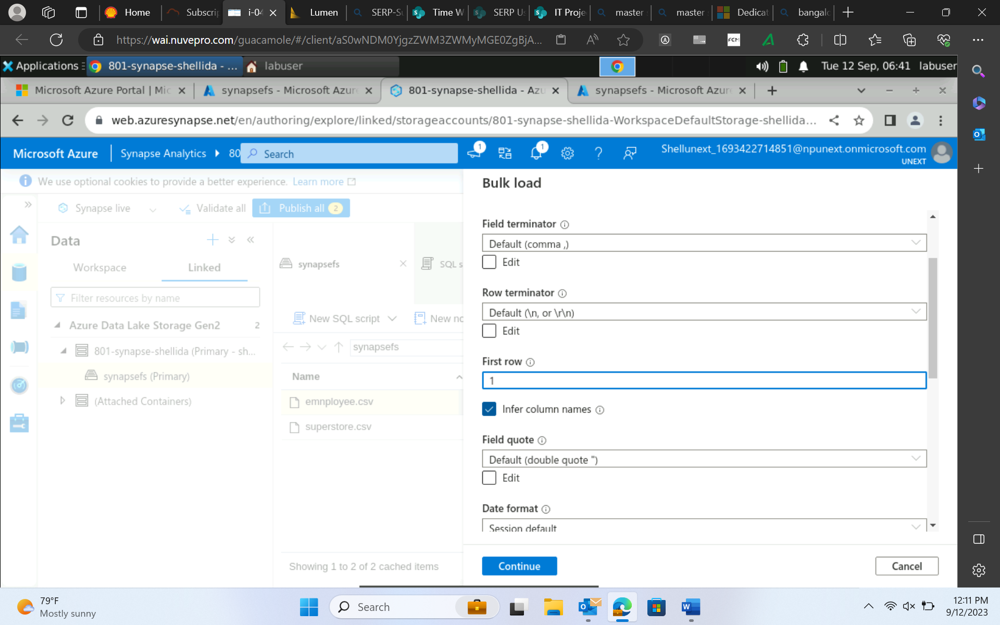 Home
Subscrip
i-04
Lumen
SERP-Su
Time W
SERP Us
IT Proje
master
master
Dedicat
bangalo
https://wai.nuvepro.com/guacamole/#/client/aS0wNDM0YjgzZWM3ZWMyMGE0ZgBjA...
Applications
801-synapse-shellida - ...
labuser
Tue 12 Sep, 06:41
labuser
Microsoft Azure Portal | Mic
synapsefs - Microsoft Azure
801-synapse-shellida - Azu
synapsefs - Microsoft Azure
web.azuresynapse.net/en/authoring/explore/linked/storageaccounts/801-synapse-shellida-WorkspaceDefaultStorage-shellida...
Microsoft Azure
Synapse Analytics
80
Search
1
1
Shellunext_1693422714851@npunext.onmicrosoft.com
UNEXT
We use optional cookies to provide a better experience. Learn more
Synapse live
Validate all
Publish all 2
Data
Workspace
Linked
Filter resources by name
Azure Data Lake Storage Gen2 2
801-synapse-shellida (Primary - sh...
synapsefs (Primary)
(Attached Containers)
synapsefs
SQL s
New SQL script
New no
synapsefs
Name
emnployee.csv
superstore.csv
Showing 1 to 2 of 2 cached items
Bulk load
Field terminator
Default (comma ,)
Edit
Row terminator
Default (\n, or \r\n)
Edit
First row
1
Infer column names
Field quote
Default (double quote ")
Edit
Date format
Session default
Continue
Cancel
79°F
Mostly sunny
Search
12:11 PM
9/12/2023